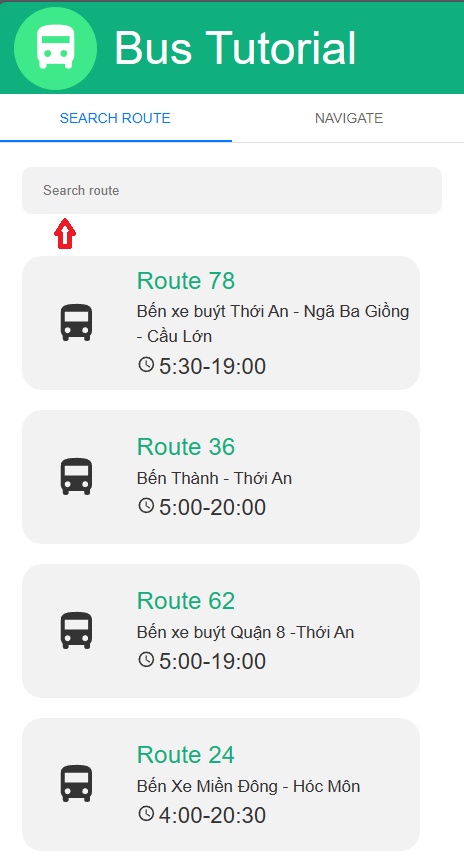 Bus Tutorial
SEARCH ROUTE
NAVIGATE
Search route
Route 78
Bến xe buýt Thới An - Ngã Ba Giồng
- Cầu Lớn
5:30-19:00
Route 36
Bến Thành - Thới An
5:00-20:00
Route 62
Bến xe buýt Quận 8 -Thới An
5:00-19:00
Route 24
Bến Xe Miền Đông - Hóc Môn
4:00-20:30